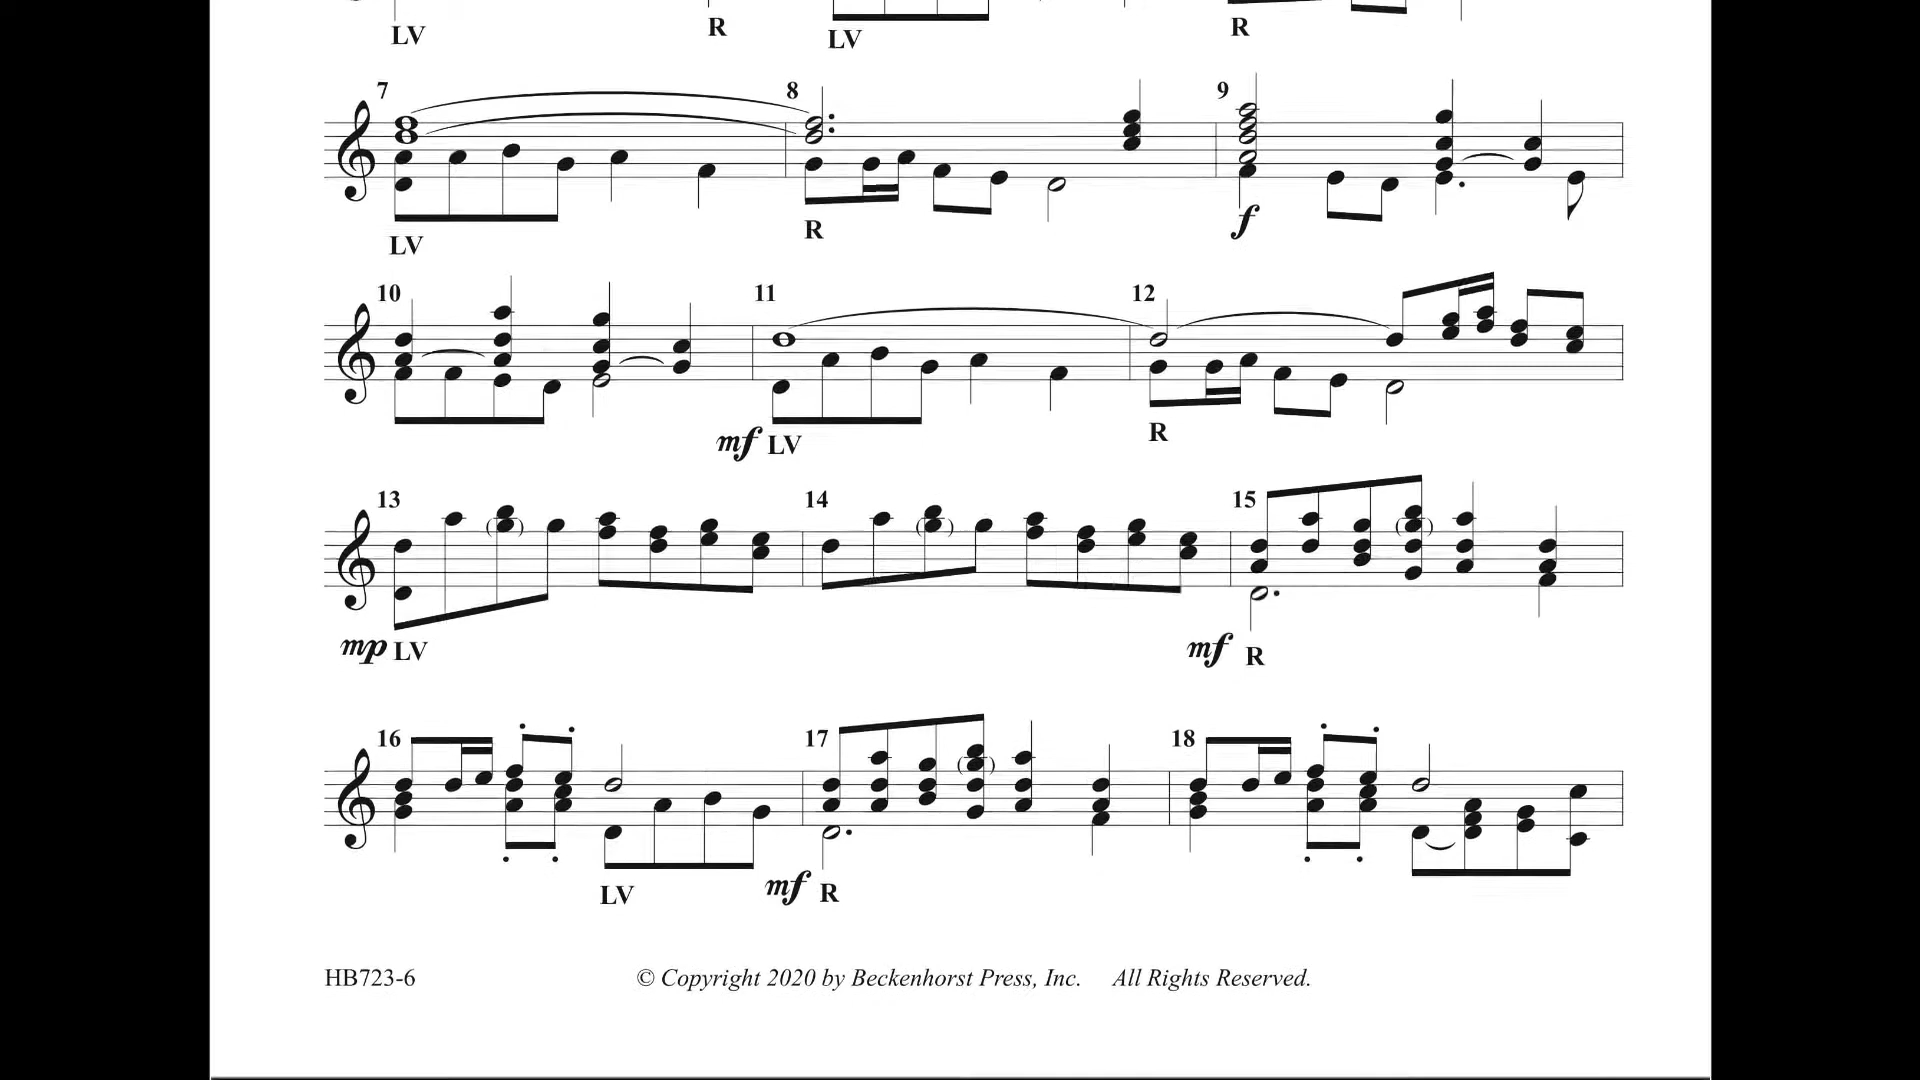 LV R LV R
7 8 9
LV R f
10 11 12
mf LV R
13 14 15
mp LV mf R
16 17 18
LV mf R
HB723-6 © Copyright 2020 by Beckenhorst Press, Inc. All Rights Reserved.